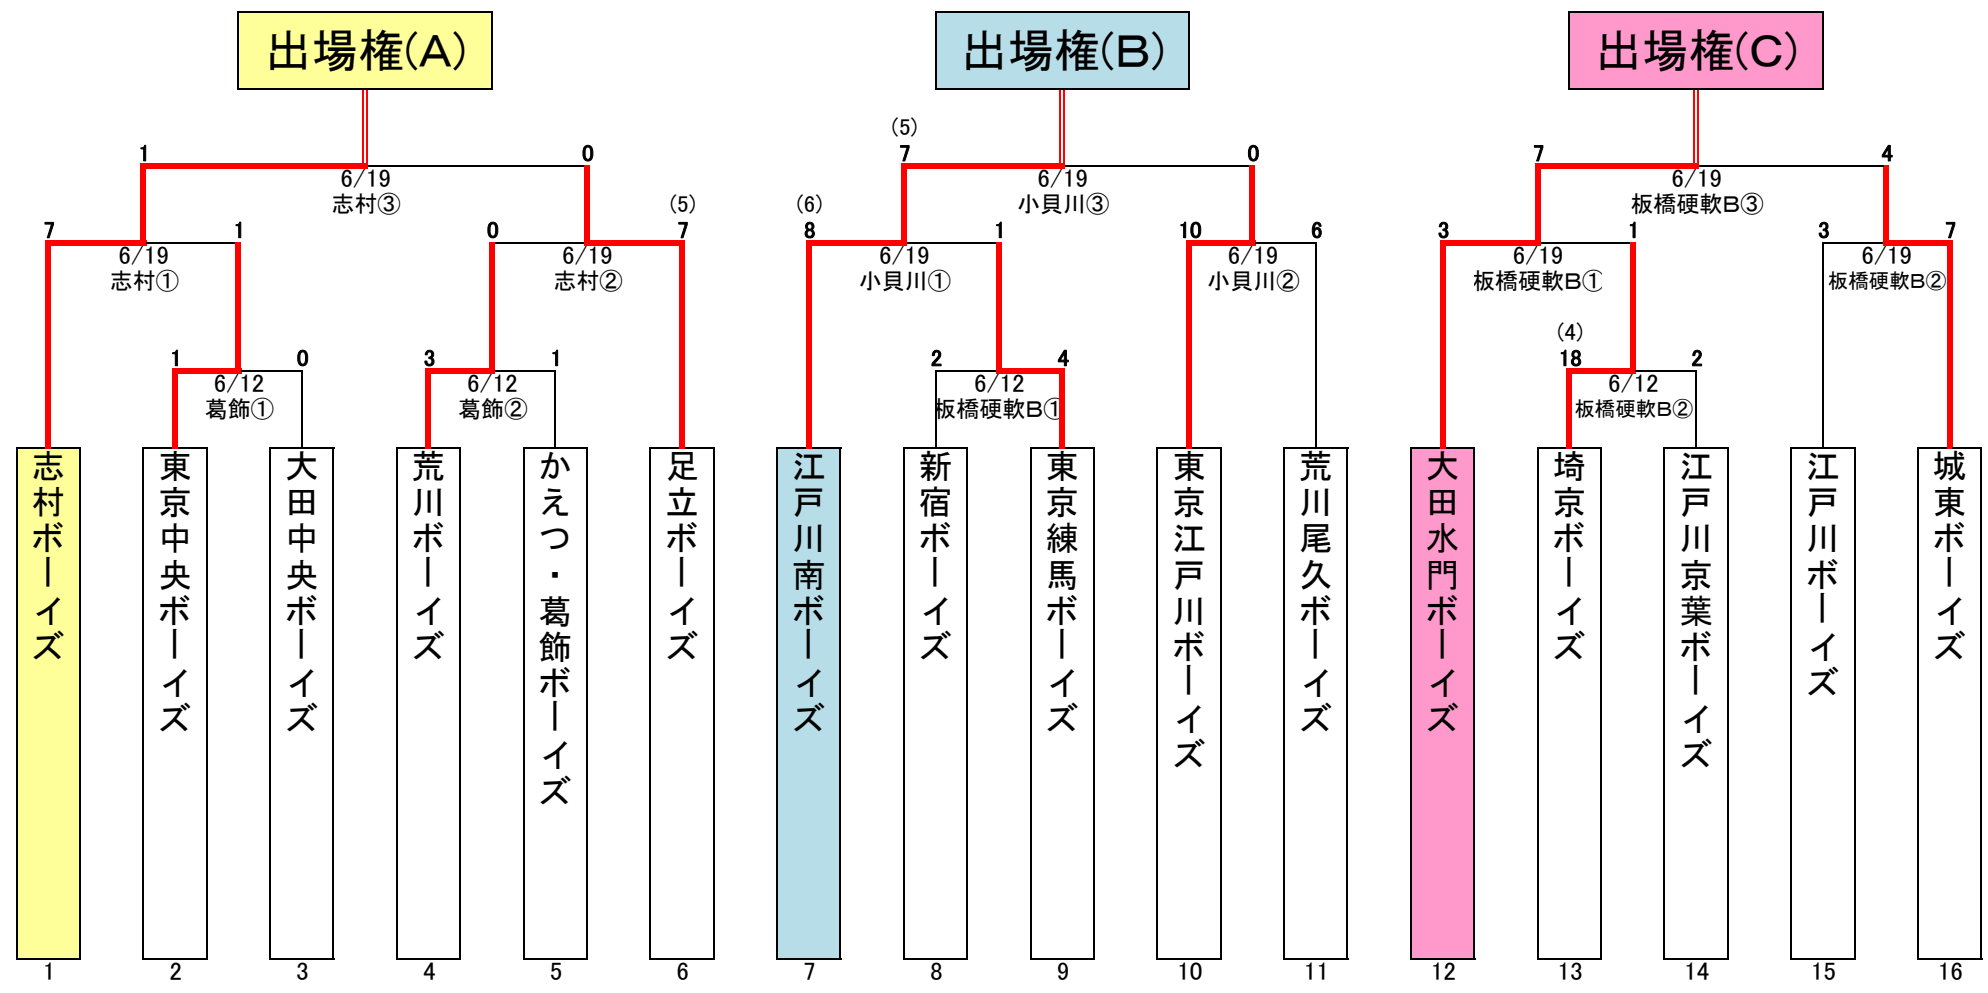 出場権(A)
出場権(B)
出場権(C)
(5)
1
0
7
0
7
4
6/19
志村③
6/19
小貝川③
6/19
板橋硬軟B③
(5)
(6)
7
1
0
7
8
1
10
6
3
1
3
7
6/19
志村①
6/19
志村②
6/19
小貝川①
6/19
小貝川②
6/19
板橋硬軟B①
6/19
板橋硬軟B②
(4)
1
0
3
1
2
4
18
2
6/12
葛飾①
6/12
葛飾②
6/12
板橋硬軟B①
6/12
板橋硬軟B②
志村ボーイズ
東京中央ボーイズ
大田中央ボーイズ
荒川ボーイズ
かえつ・葛飾ボーイズ
足立ボーイズ
江戸川南ボーイズ
新宿ボーイズ
東京練馬ボーイズ
東京江戸川ボーイズ
荒川尾久ボーイズ
大田水門ボーイズ
埼京ボーイズ
江戸川京葉ボーイズ
江戸川ボーイズ
城東ボーイズ
1
2
3
4
5
6
7
8
9
10
11
12
13
14
15
16